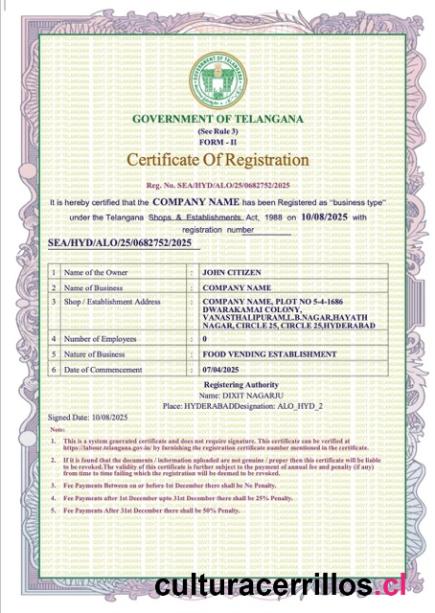 GOVERNMENT OF TELANGANA
(See Rule 3)
FORM - II
Certificate Of Registration
Reg. No. SEA/HYD/ALO/25/0682752/2025
It is hereby certified that the COMPANY NAME has been Registered as "business type"
under the Telangana Shops & Establishments Act, 1988 on 10/08/2025 with
registration number
SEA/HYD/ALO/25/0682752/2025
1 Name of the Owner : JOHN CITIZEN
2 Name of Business : COMPANY NAME
3 Shop / Establishment Address : COMPANY NAME, PLOT NO 5-4-1686
DWARAKAMAI COLONY,
VANASTHALIPURAM,L.B.NAGAR,HAYATH
NAGAR, CIRCLE 25, CIRCLE 25,HYDERABAD
4 Number of Employees : 0
5 Nature of Business : FOOD VENDING ESTABLISHMENT
6 Date of Commencement : 07/04/2025
Registering Authority
Name: DIXIT NAGARJU
Place: HYDERABADDesignation: ALO_HYD_2
Signed Date: 10/08/2025
Note:
1. This is a system generated certificate and does not require signature. This certificate can be verified at
https://labour.telangana.gov.in/ by furnishing the registration certificate number mentioned in the certificate.
2. If it is found that the documents / information uploaded are not genuine / proper then this certificate will be liable
to be revoked.The validity of this certificate is further subject to the payment of annual fee and penalty (if any)
from to time failing which the registration will be deemed to be revoked.
3. Fee Payments Between on or before 1st December there shall be No Penalty.
4. Fee Payments after 1st December upto 31st December there shall be 25% Penalty.
5. Fee Payments After 31st December there shall be 50% Penalty.
culturacerrillos.cl